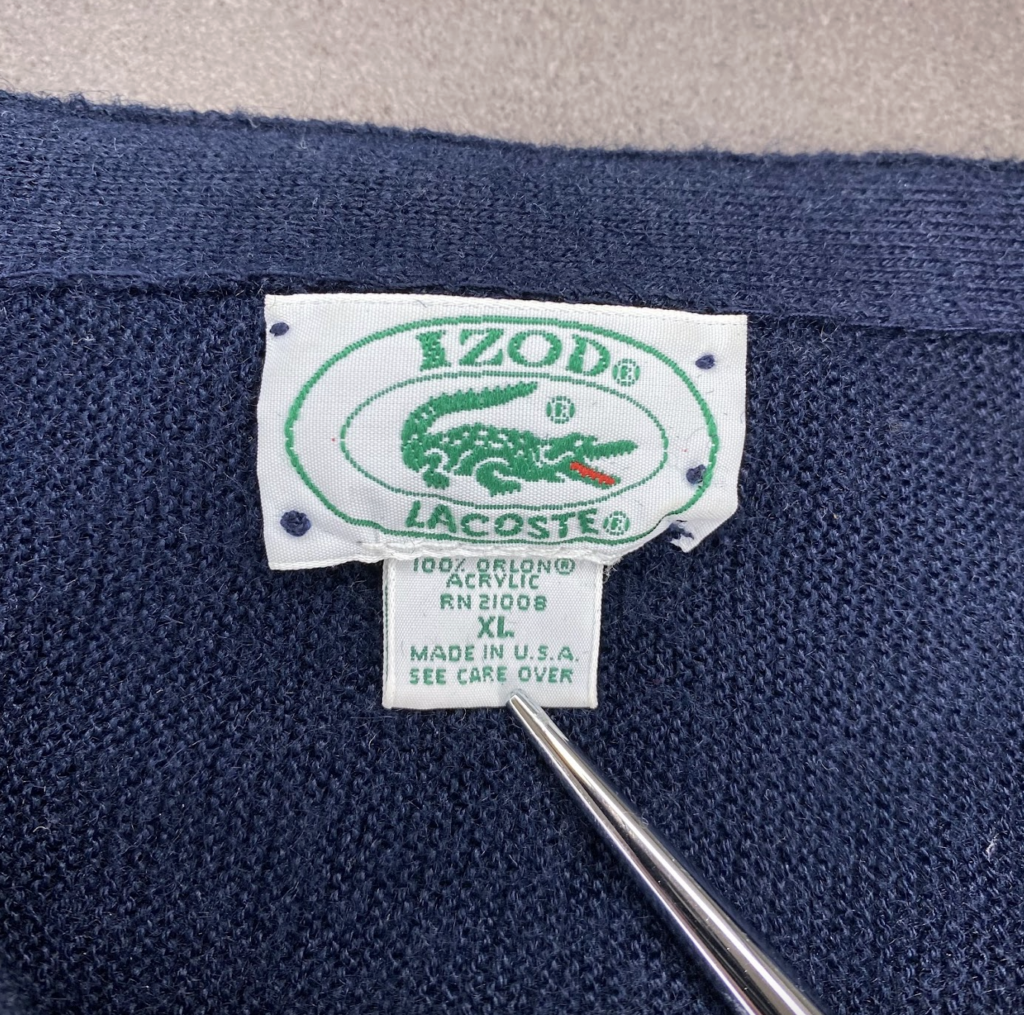 IZOD®
®
LACOSTE®
100% ORLON®
ACRYLIC
RN 21008
XL
MADE IN U.S.A.
SEE CARE OVER